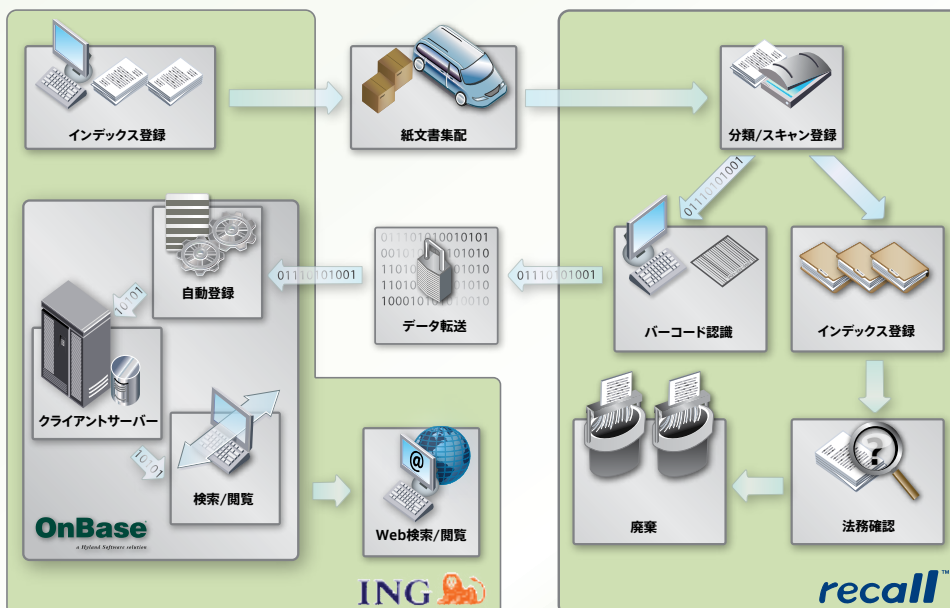 インデックス登録
紙文書集配
分類/スキャン登録
01110101001
011101010010101
01110101001
01110101001
自動登録
データ転送
バーコード認識
インデックス登録
10101
クライアントサーバー
10101
検索/閲覧
@
Web検索/閲覧
廃棄
?
法務確認
OnBase
a Hyland Software solution
ING
recall™